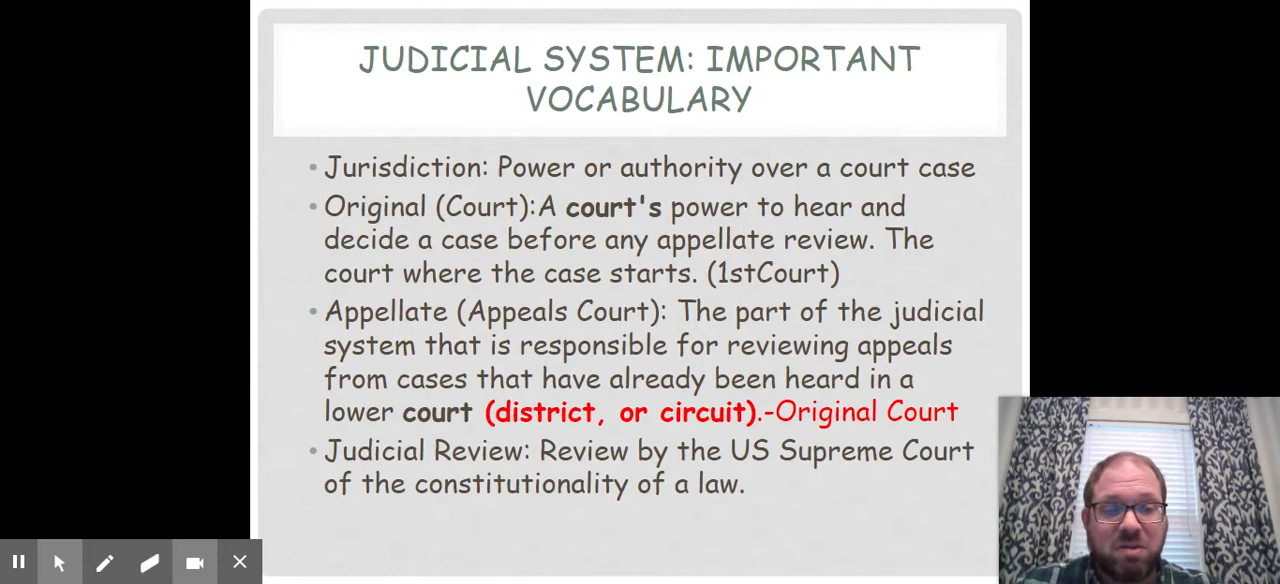 JUDICIAL SYSTEM: IMPORTANT
VOCABULARY
• Jurisdiction: Power or authority over a court case
• Original (Court):A court's power to hear and
decide a case before any appellate review. The
court where the case starts. (1stCourt)
• Appellate (Appeals Court): The part of the judicial
system that is responsible for reviewing appeals
from cases that have already been heard in a
lower court (district, or circuit).-Original Court
• Judicial Review: Review by the US Supreme Court
of the constitutionality of a law.